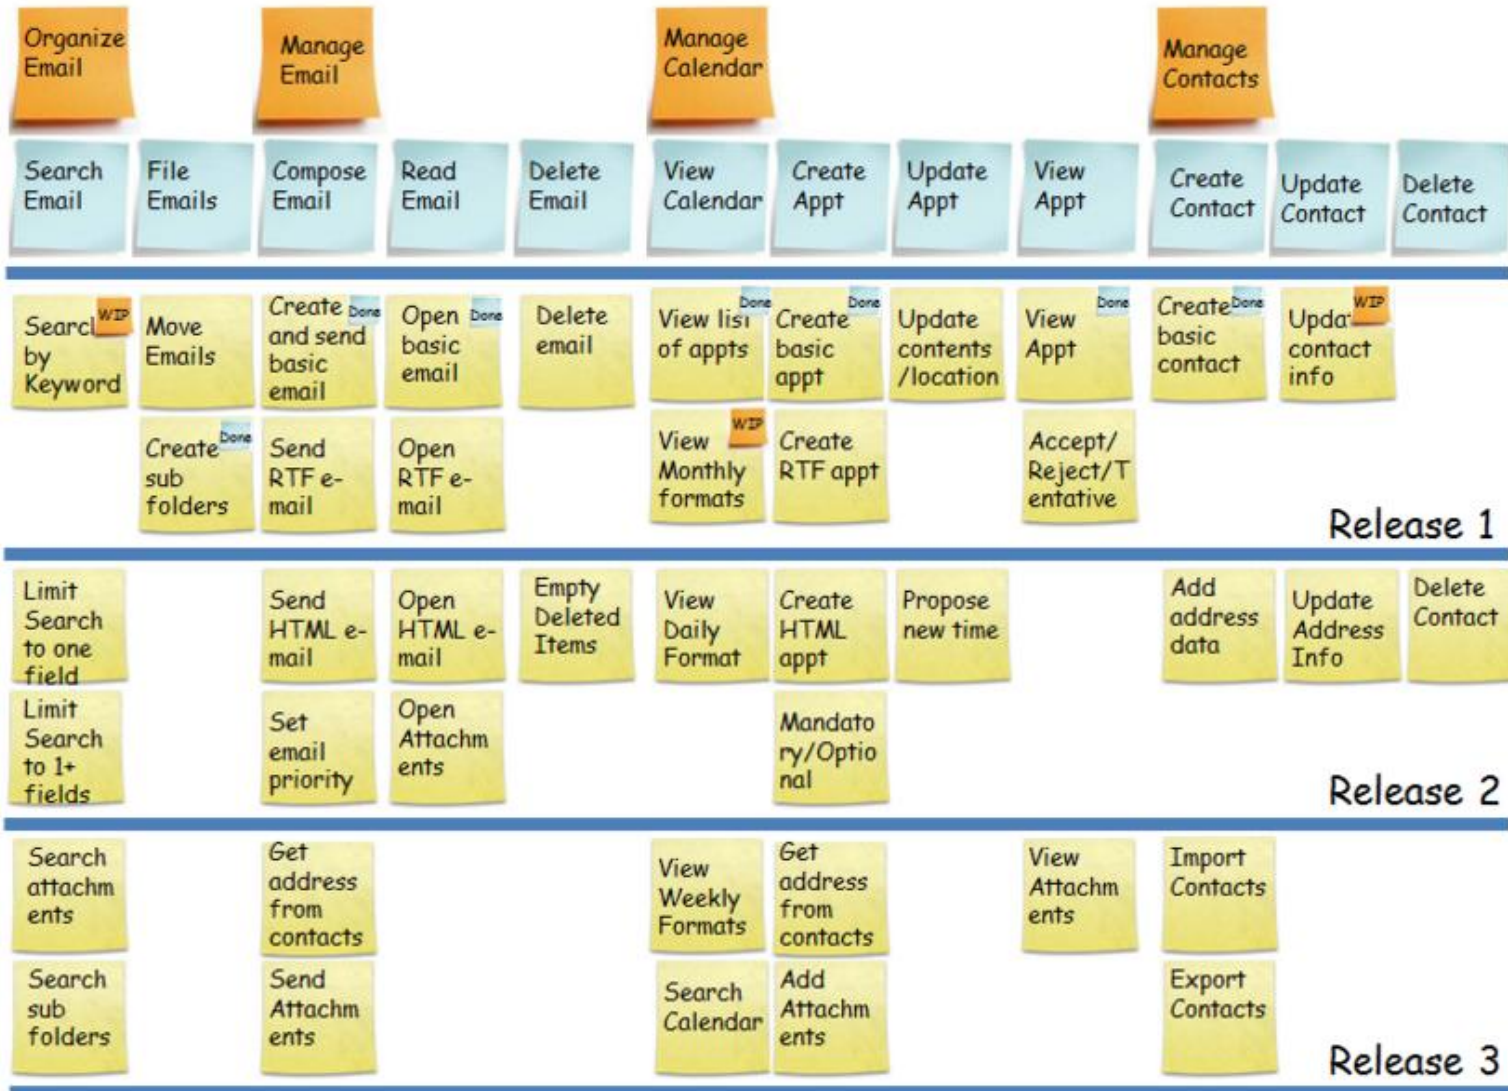 Organize
Email
Manage
Email
Manage
Calendar
Manage
Contacts
Search
Email
File
Emails
Compose
Email
Read
Email
Delete
Email
View
Calendar
Create
Appt
Update
Appt
View
Appt
Create
Contact
Update
Contact
Delete
Contact
WIP
by
Keyword
Move
Emails
Create
Done
and send
basic
email
Open
Done
basic
email
Delete
email
Done
View list
of appts
Done
Create
basic
appt
Update
contents
/location
Done
View
Appt
Create
Done
basic
contact
WIP
contact
info
Create
Done
sub
folders
Send
RTF e-
mail
Open
RTF e-
mail
WIP
View
Monthly
formats
Create
RTF appt
Accept/
Reject/T
entative
Release 1
Limit
Search
to one
field
Send
HTML e-
mail
Open
HTML e-
mail
Empty
Deleted
Items
View
Daily
Format
Create
HTML
appt
Propose
new time
Add
address
data
Update
Address
Info
Delete
Contact
Limit
Search
to 1+
fields
Set
email
priority
Open
Attachm
ents
Mandato
ry/Optio
nal
Release 2
Search
attachm
ents
Get
address
from
contacts
View
Weekly
Formats
Get
address
from
contacts
View
Attachm
ents
Import
Contacts
Search
sub
folders
Send
Attachm
ents
Search
Calendar
Add
Attachm
ents
Export
Contacts
Release 3